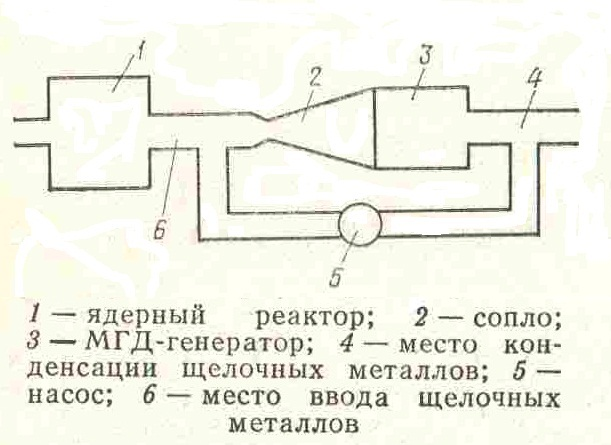 1
2
3
4
6
5
1 — ядерный реактор; 2 — сопло;
3 — МГД-генератор; 4 — место кон-
денсации щелочных металлов; 5 —
насос; 6 — место ввода щелочных
металлов